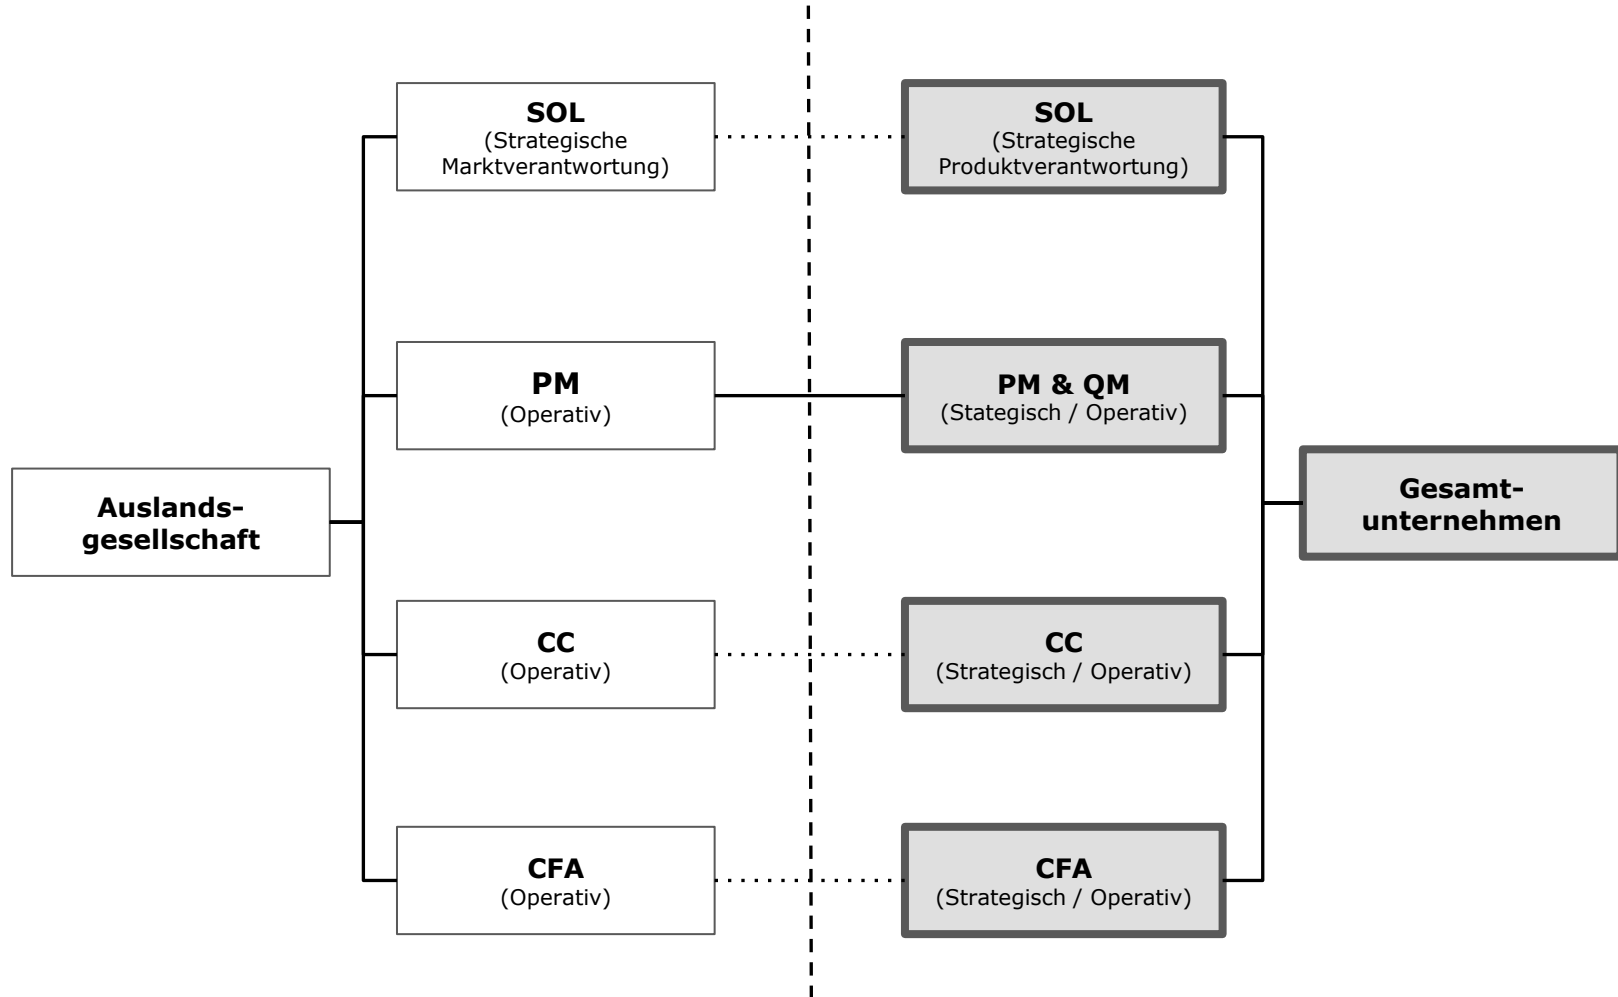 SOL
(Strategische
Marktverantwortung)
SOL
(Strategische
Produktverantwortung)
PM
(Operativ)
PM & QM
(Stategisch / Operativ)
Auslands-
gesellschaft
Gesamt-
unternehmen
CC
(Operativ)
CC
(Strategisch / Operativ)
CFA
(Operativ)
CFA
(Strategisch / Operativ)